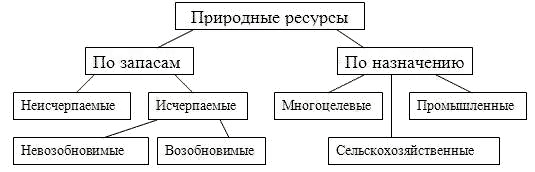 Природные ресурсы
По запасам
По назначению
Неисчерпаемые
Исчерпаемые
Многоцелевые
Промышленные
Невозобновимые
Возобновимые
Сельскохозяйственные